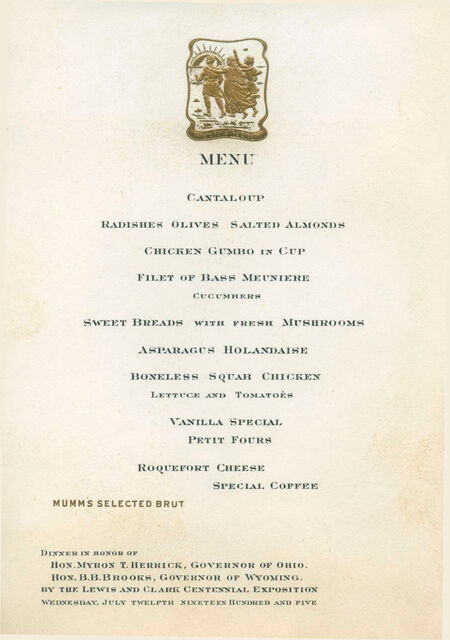 MENU
CANTALOUP
RADISHES OLIVES SALTED ALMONDS
CHICKEN GUMBO IN CUP
FILET OF BASS MEUNIERE
CUCUMBERS
SWEET BREADS WITH FRESH MUSHROOMS
ASPARAGUS HOLANDAISE
BONELESS SQUAB CHICKEN
LETTUCE AND TOMATOES
VANILLA SPECIAL
PETIT FOURS
ROQUEFORT CHEESE
SPECIAL COFFEE
MUMM'S SELECTED BRUT
DINNER IN HONOR OF
HON. MYRON T. HERRICK, GOVERNOR OF OHIO.
HON. B.B. BROOKS, GOVERNOR OF WYOMING.
BY THE LEWIS AND CLARK CENTENNIAL EXPOSITION
WEDNESDAY, JULY TWELFTH NINETEEN HUNDRED AND FIVE